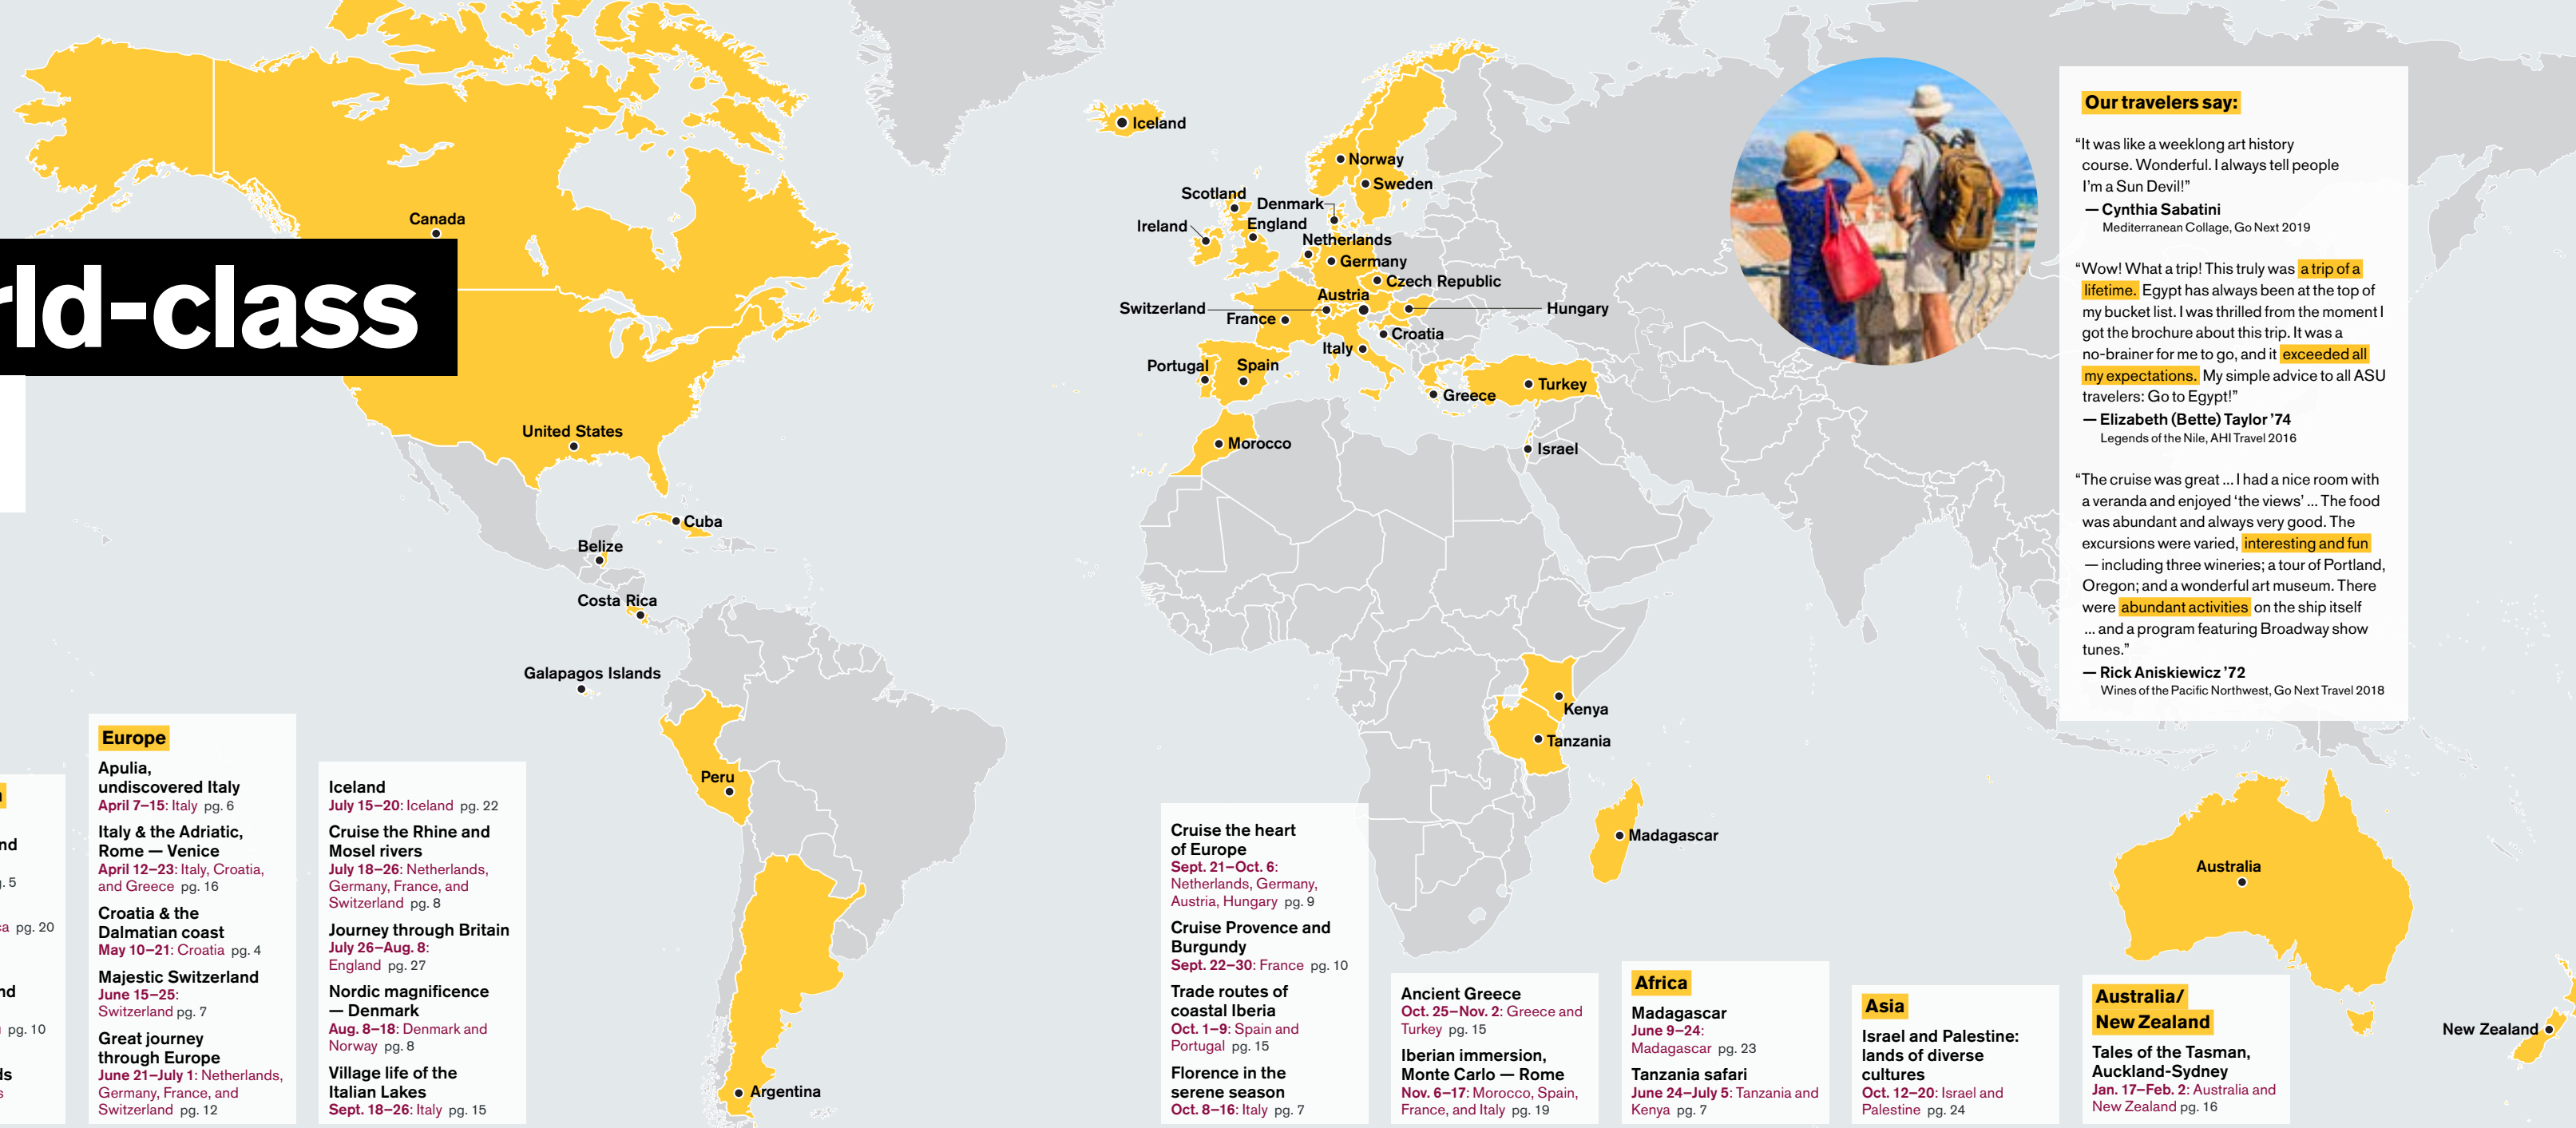 rld-class
Canada
United States
Cuba
Belize
Costa Rica
Galapagos Islands
Peru
Argentina
Iceland
Norway
Sweden
Scotland
Denmark
Ireland
England
Netherlands
Germany
Czech Republic
Austria
Switzerland
Hungary
France
Croatia
Italy
Portugal
Spain
Turkey
Greece
Morocco
Israel
Kenya
Tanzania
Madagascar
Australia
New Zealand
Our travelers say:
“It was like a weeklong art history
course. Wonderful. I always tell people
I’m a Sun Devil!”
— Cynthia Sabatini
Mediterranean Collage, Go Next 2019
“Wow! What a trip! This truly was a trip of a
lifetime. Egypt has always been at the top of
my bucket list. I was thrilled from the moment I
got the brochure about this trip. It was a
no-brainer for me to go, and it exceeded all
my expectations. My simple advice to all ASU
travelers: Go to Egypt!”
— Elizabeth (Bette) Taylor ’74
Legends of the Nile, AHI Travel 2016
“The cruise was great ... I had a nice room with
a veranda and enjoyed ‘the views’ ... The food
was abundant and always very good. The
excursions were varied, interesting and fun
— including three wineries; a tour of Portland,
Oregon; and a wonderful art museum. There
were abundant activities on the ship itself
... and a program featuring Broadway show
tunes.”
— Rick Aniskiewicz ’72
Wines of the Pacific Northwest, Go Next Travel 2018
nd
. 5
ca pg. 20
nd
pg. 10
ds
s
Europe
Apulia,
undiscovered Italy
April 7–15: Italy pg. 6
Italy & the Adriatic,
Rome — Venice
April 12–23: Italy, Croatia,
and Greece pg. 16
Croatia & the
Dalmatian coast
May 10–21: Croatia pg. 4
Majestic Switzerland
June 15–25:
Switzerland pg. 7
Great journey
through Europe
June 21–July 1: Netherlands,
Germany, France, and
Switzerland pg. 12
Iceland
July 15–20: Iceland pg. 22
Cruise the Rhine and
Mosel rivers
July 18–26: Netherlands,
Germany, France, and
Switzerland pg. 8
Journey through Britain
July 26–Aug. 8:
England pg. 27
Nordic magnificence
— Denmark
Aug. 8–18: Denmark and
Norway pg. 8
Village life of the
Italian Lakes
Sept. 18–26: Italy pg. 15
Cruise the heart
of Europe
Sept. 21–Oct. 6:
Netherlands, Germany,
Austria, Hungary pg. 9
Cruise Provence and
Burgundy
Sept. 22–30: France pg. 10
Trade routes of
coastal Iberia
Oct. 1–9: Spain and
Portugal pg. 15
Florence in the
serene season
Oct. 8–16: Italy pg. 7
Ancient Greece
Oct. 25–Nov. 2: Greece and
Turkey pg. 15
Iberian immersion,
Monte Carlo — Rome
Nov. 6–17: Morocco, Spain,
France, and Italy pg. 19
Africa
Madagascar
June 9–24:
Madagascar pg. 23
Tanzania safari
June 24–July 5: Tanzania and
Kenya pg. 7
Asia
Israel and Palestine:
lands of diverse
cultures
Oct. 12–20: Israel and
Palestine pg. 24
Australia/
New Zealand
Tales of the Tasman,
Auckland-Sydney
Jan. 17–Feb. 2: Australia and
New Zealand pg. 16